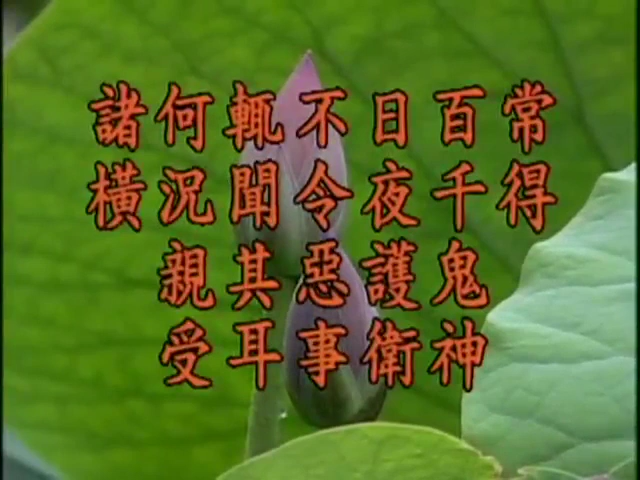 常得
百千鬼神
日夜護衛
不令惡事
輒聞其耳
何況親受
諸橫